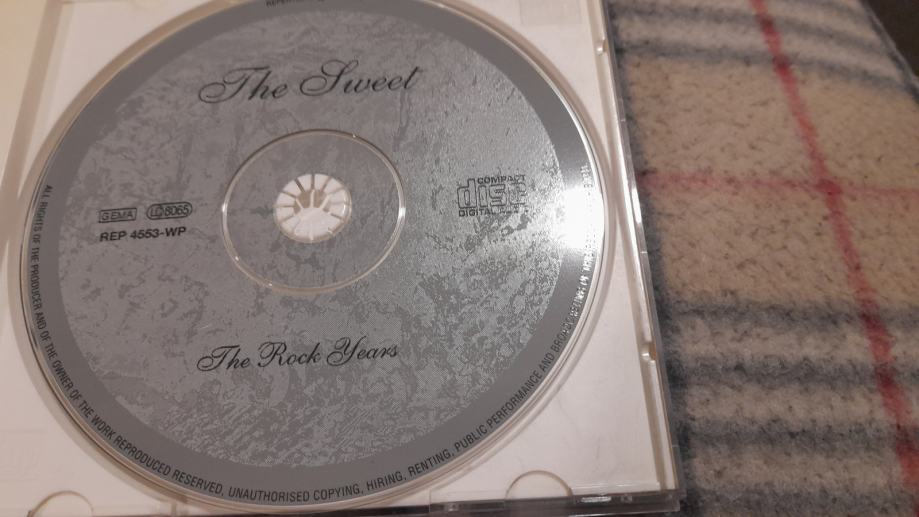 The Sweet
COMPACT
disc
DIGITAL
GEMA
LC 8065
REP 4553-WP
The Rock Years
ALL RIGHTS OF THE PRODUCER AND OF THE OWNER OF THE WORK REPRODUCED RESERVED, UNAUTHORISED COPYING, HIRING, RENTING, PUBLIC PERFORMANCE AND BROADCASTING